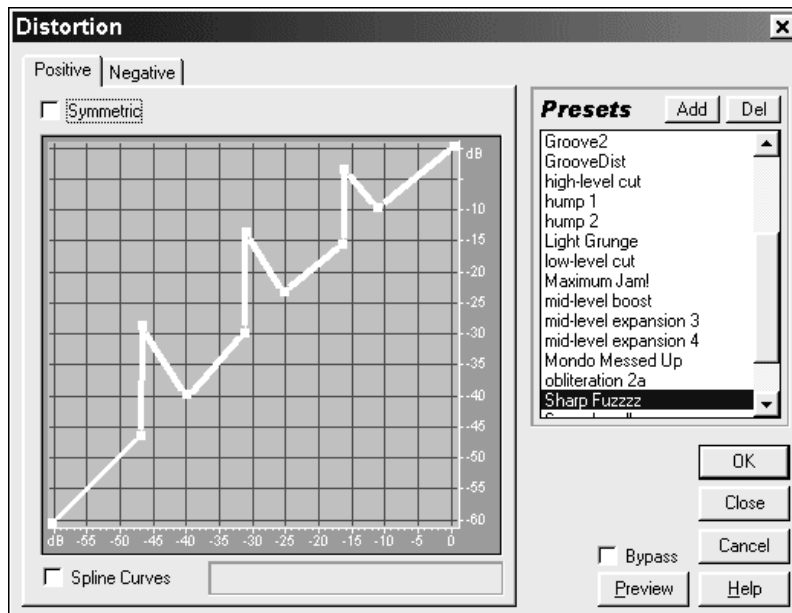 Distortion
Positive
Negative
Symmetric
dB
--10
--15
--20
--25
--30
--35
--40
--45
--50
--55
--60
dB -55 -50 -45 -40 -35 -30 -25 -20 -15 -10 -5 0
Spline Curves
Presets
Add
Del
Groove2
GrooveDist
high-level cut
hump 1
hump 2
Light Grunge
low-level cut
Maximum Jam!
mid-level boost
mid-level expansion 3
mid-level expansion 4
Mondo Messed Up
obliteration 2a
Sharp Fuzzzz
OK
Close
Bypass
Cancel
Preview
Help